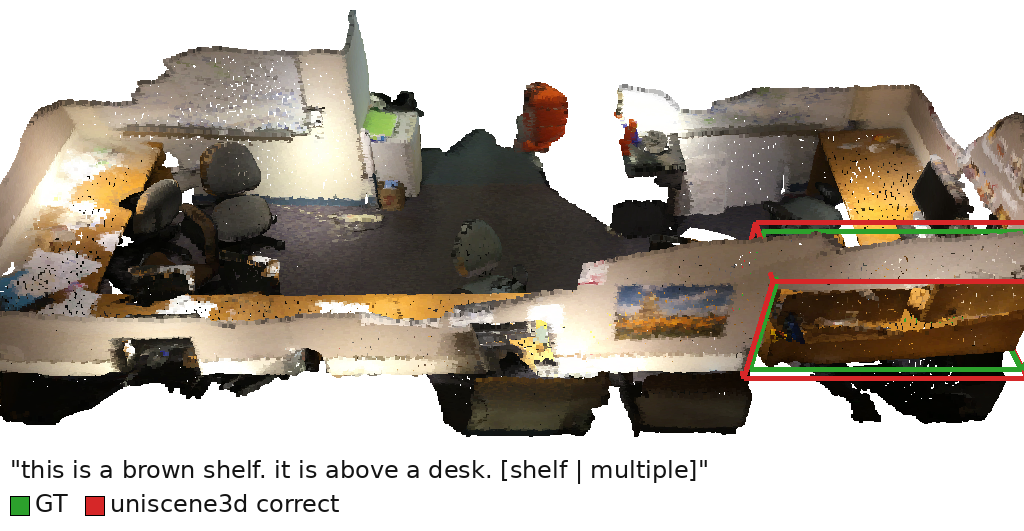 "this is a brown shelf. it is above a desk. [shelf | multiple]"
GT uniscene3d correct